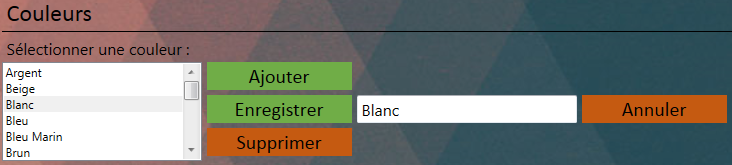 Couleurs
Sélectionner une couleur :
Argent
Beige
Blanc
Bleu
Bleu Marin
Brun
Ajouter
Enregistrer
Blanc
Annuler
Supprimer